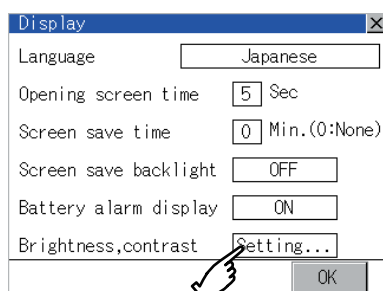 Display
Language Japanese
Opening screen time 5 Sec
Screen save time 0 Min.(0:None)
Screen save backlight OFF
Battery alarm display ON
Brightness,contrast Setting...
OK